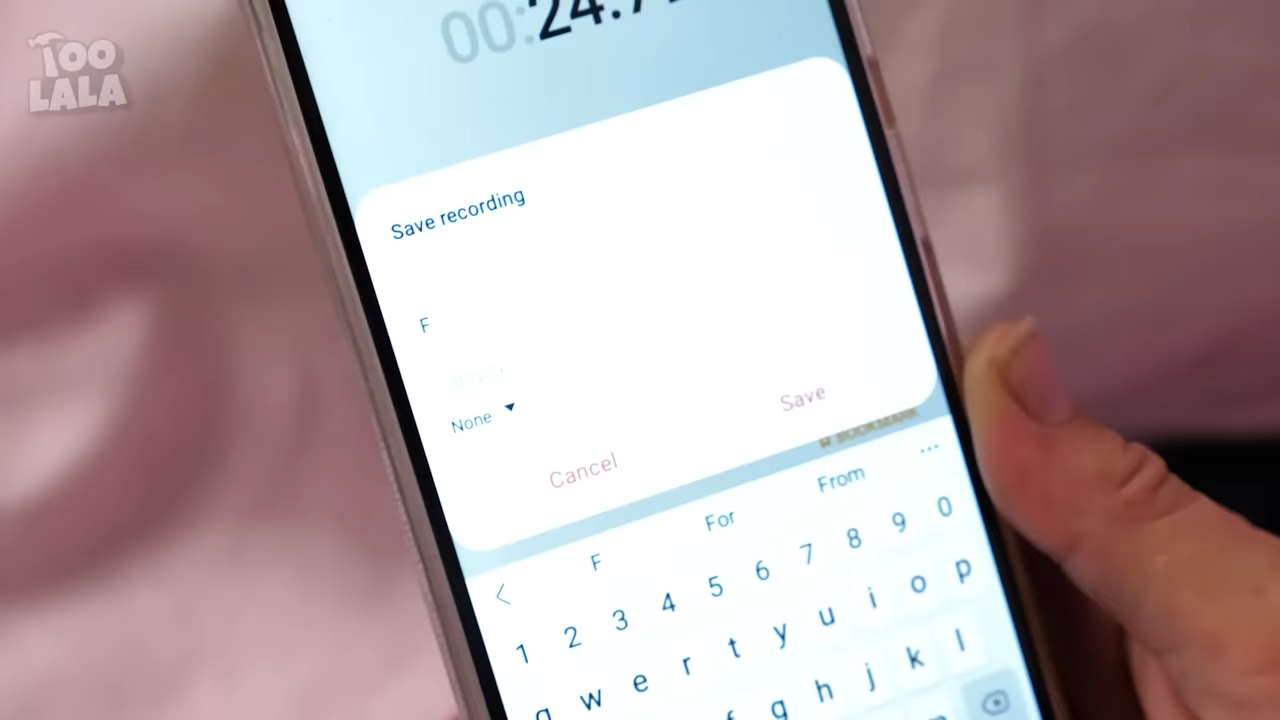 TOO
LALA
00:24.7
Save recording
F
None
Cancel
Save
BOOKMARK
F
For
From
1 2 3 4 5 6 7 8 9 0
q w e r t y u i o p
f g h j k l